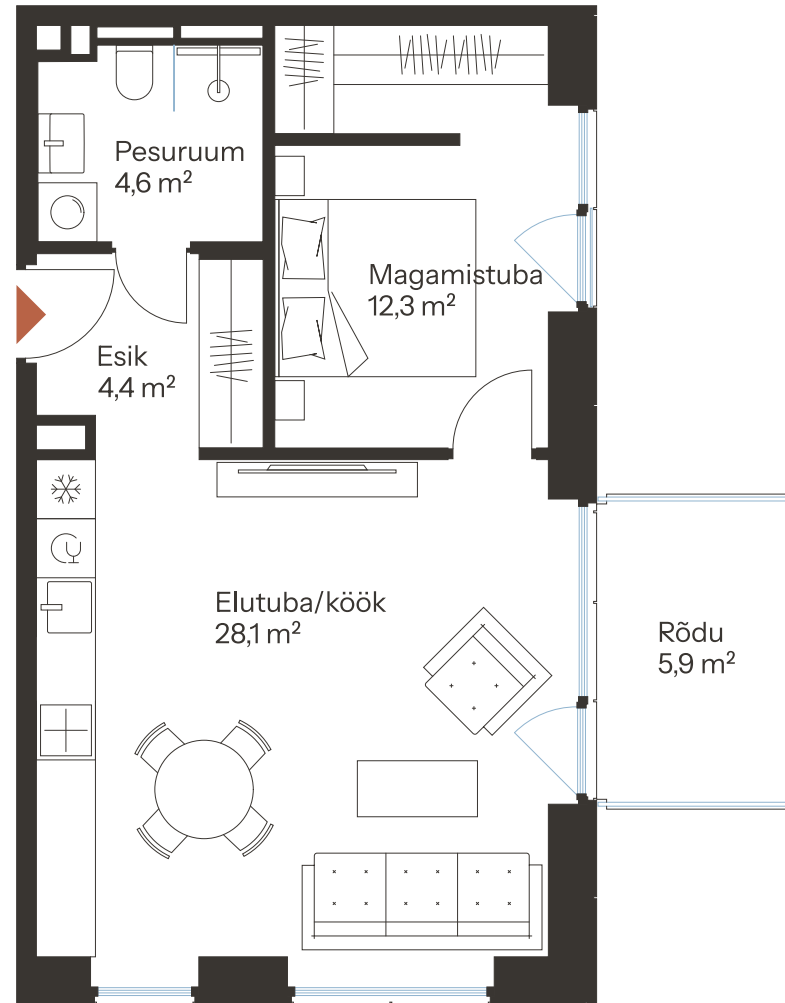 Pesuruum
4,6 m²
Magamistuba
12,3 m²
Esik
4,4 m²
Elutuba/köök
28,1 m²
Rõdu
5,9 m²